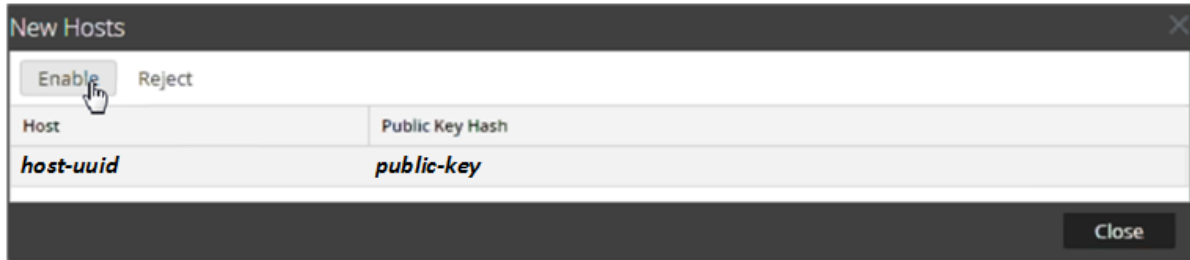 New Hosts
Enable Reject
Host Public Key Hash
host-uuid public-key
Close